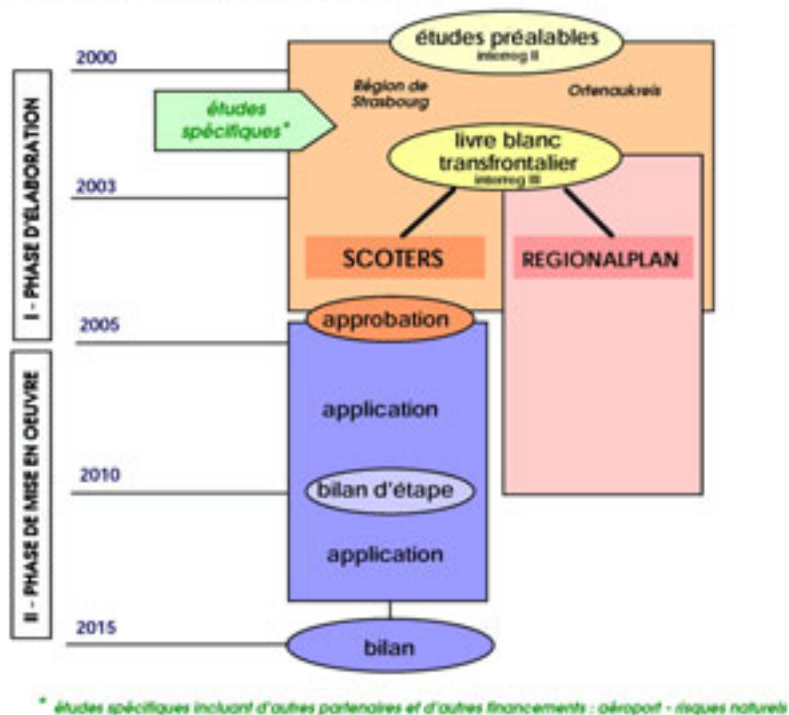 études préalables
interreg II
2000
Région de
Strasbourg
Ortenaukreis
études
spécifiques*
livre blanc
transfrontalier
interreg III
2003
I - PHASE D'ÉLABORATION
SCOTERS
REGIONALPLAN
approbation
2005
application
II - PHASE DE MISE EN OEUVRE
2010
bilan d'étape
application
2015
bilan
* études spécifiques incluant d'autres partenaires et d'autres financements : aéroport - risques naturels